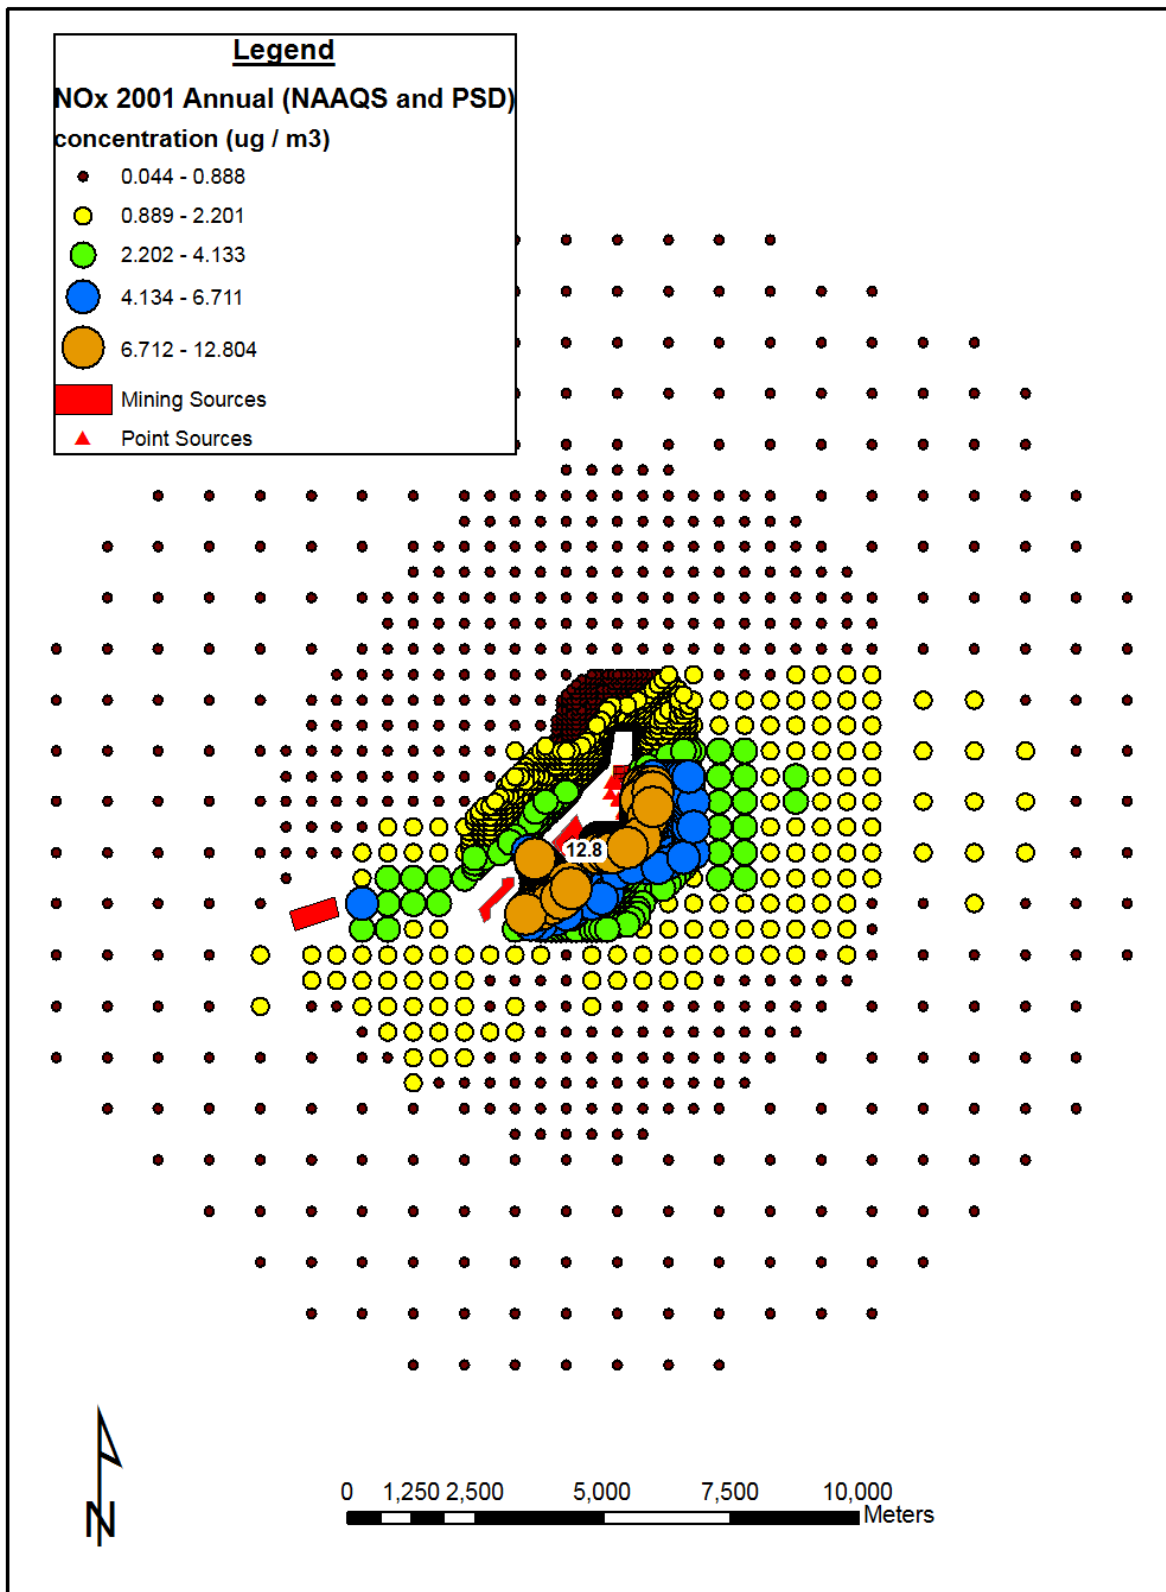 Legend
NOx 2001 Annual (NAAQS and PSD)
concentration (ug / m3)
0.044 - 0.888
0.889 - 2.201
2.202 - 4.133
4.134 - 6.711
6.712 - 12.804
Mining Sources
Point Sources
12.8
N
0 1,250 2,500 5,000 7,500 10,000
Meters